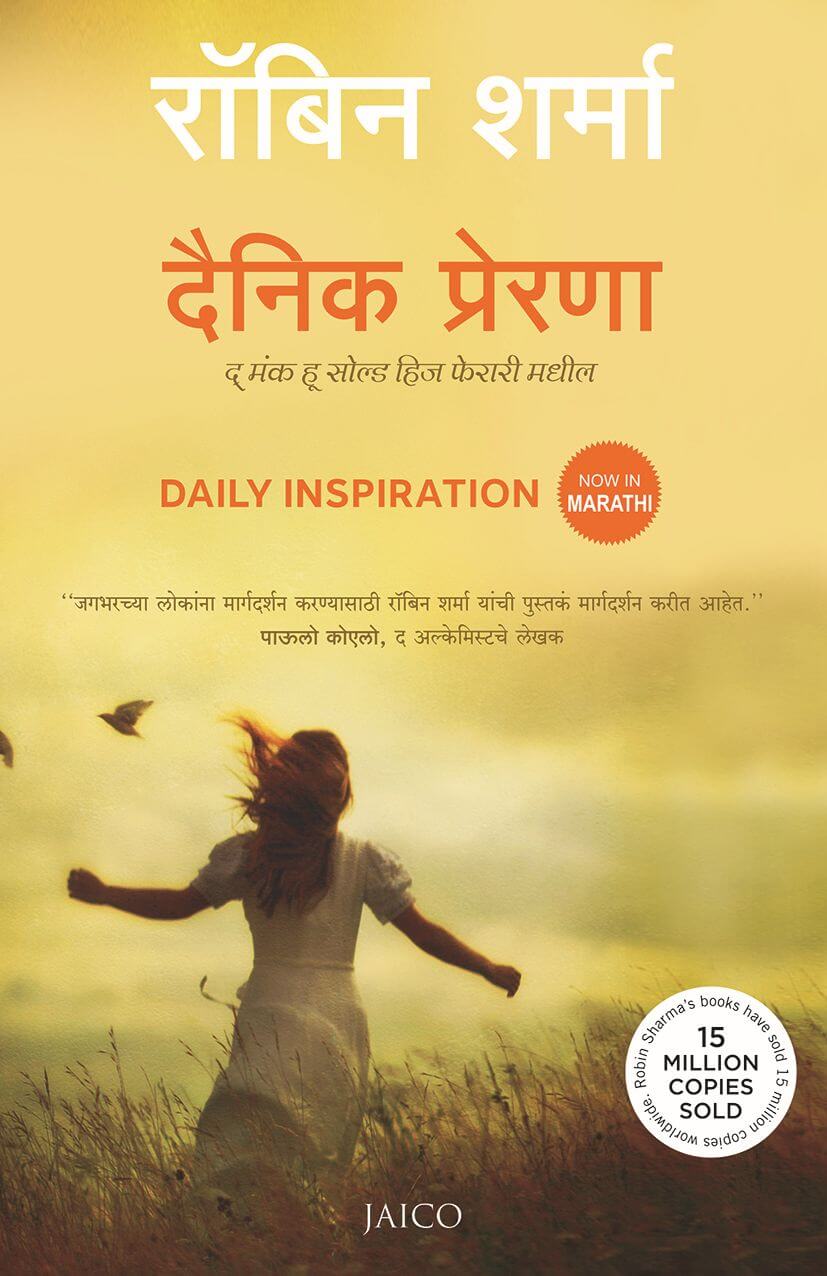 रॉबिन शर्मा
दैनिक प्रेरणा
द् मंक हू सोल्ड हिज फेरारी मधील
DAILY INSPIRATION
NOW IN
MARATHI
‘‘जगभरच्या लोकांना मार्गदर्शन करण्यासाठी रॉबिन शर्मा यांची पुस्तकं मार्गदर्शन करीत आहेत.’’
पाऊलो कोएलो, द अल्केमिस्टचे लेखक
Robin Sharma's books have sold 15 million copies worldwide.
15
MILLION
COPIES
SOLD
JAICO